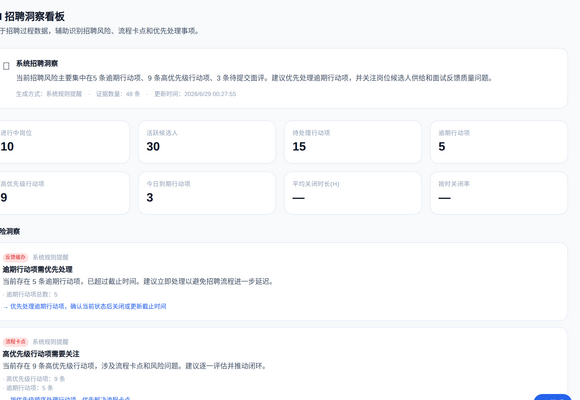 招聘洞察看板
于招聘过程数据，辅助识别招聘风险、流程卡点和优先处理事项。
系统招聘洞察
当前招聘风险主要集中在5 条逾期行动项、9 条高优先级行动项、3 条待提交面评。建议优先处理逾期行动项，并关注岗位候选人供给和面试反馈质量问题。
生成方式：系统规则提醒 · 证据数量：48 条 · 更新时间：2026/6/29 00:27:55
进行中岗位
10
活跃候选人
30
待处理行动项
15
逾期行动项
5
高优先级行动项
9
今日到期行动项
3
平均关闭时长(H)
—
按时关闭率
—
险洞察
反馈催办 系统规则提醒
逾期行动项需优先处理
当前存在 5 条逾期行动项，已超过截止时间。建议立即处理以避免招聘流程进一步延迟。
· 逾期行动项总数：5
→ 优先处理逾期行动项，确认当前状态后关闭或更新截止时间
流程卡点 系统规则提醒
高优先级行动项需要关注
当前存在 9 条高优先级行动项，涉及流程卡点和风险问题。建议逐一评估并推动闭环。
· 高优先级行动项：9 条
· 逾期行动项：5 条